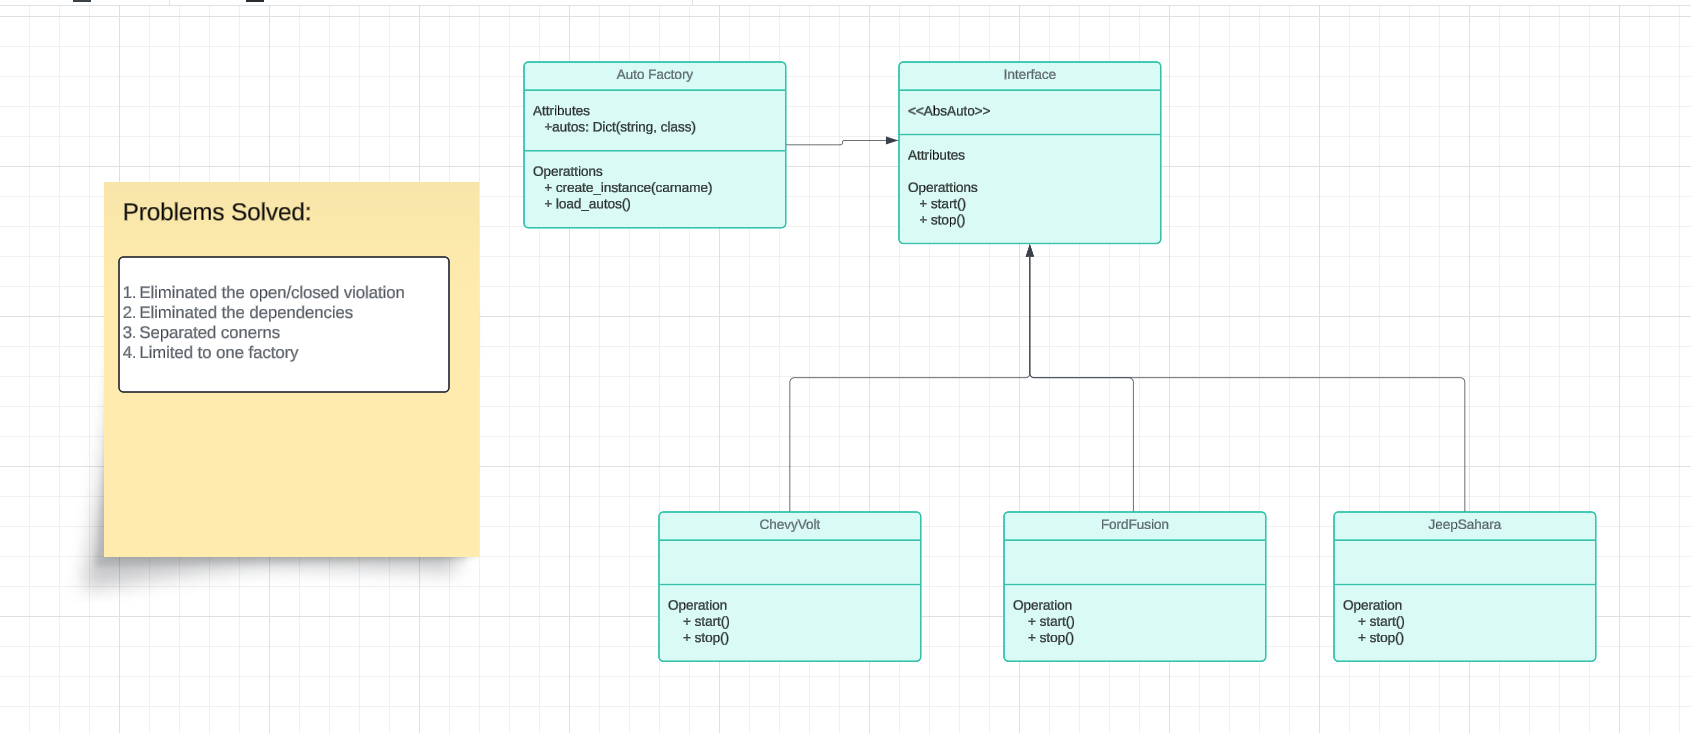 Problems Solved:
1. Eliminated the open/closed violation
2. Eliminated the dependencies
3. Separated conerns
4. Limited to one factory
Auto Factory
Attributes
+autos: Dict(string, class)
Operattions
+ create_instance(carname)
+ load_autos()
Interface
<<AbsAuto>>
Attributes
Operattions
+ start()
+ stop()
ChevyVolt
Operation
+ start()
+ stop()
FordFusion
Operation
+ start()
+ stop()
JeepSahara
Operation
+ start()
+ stop()